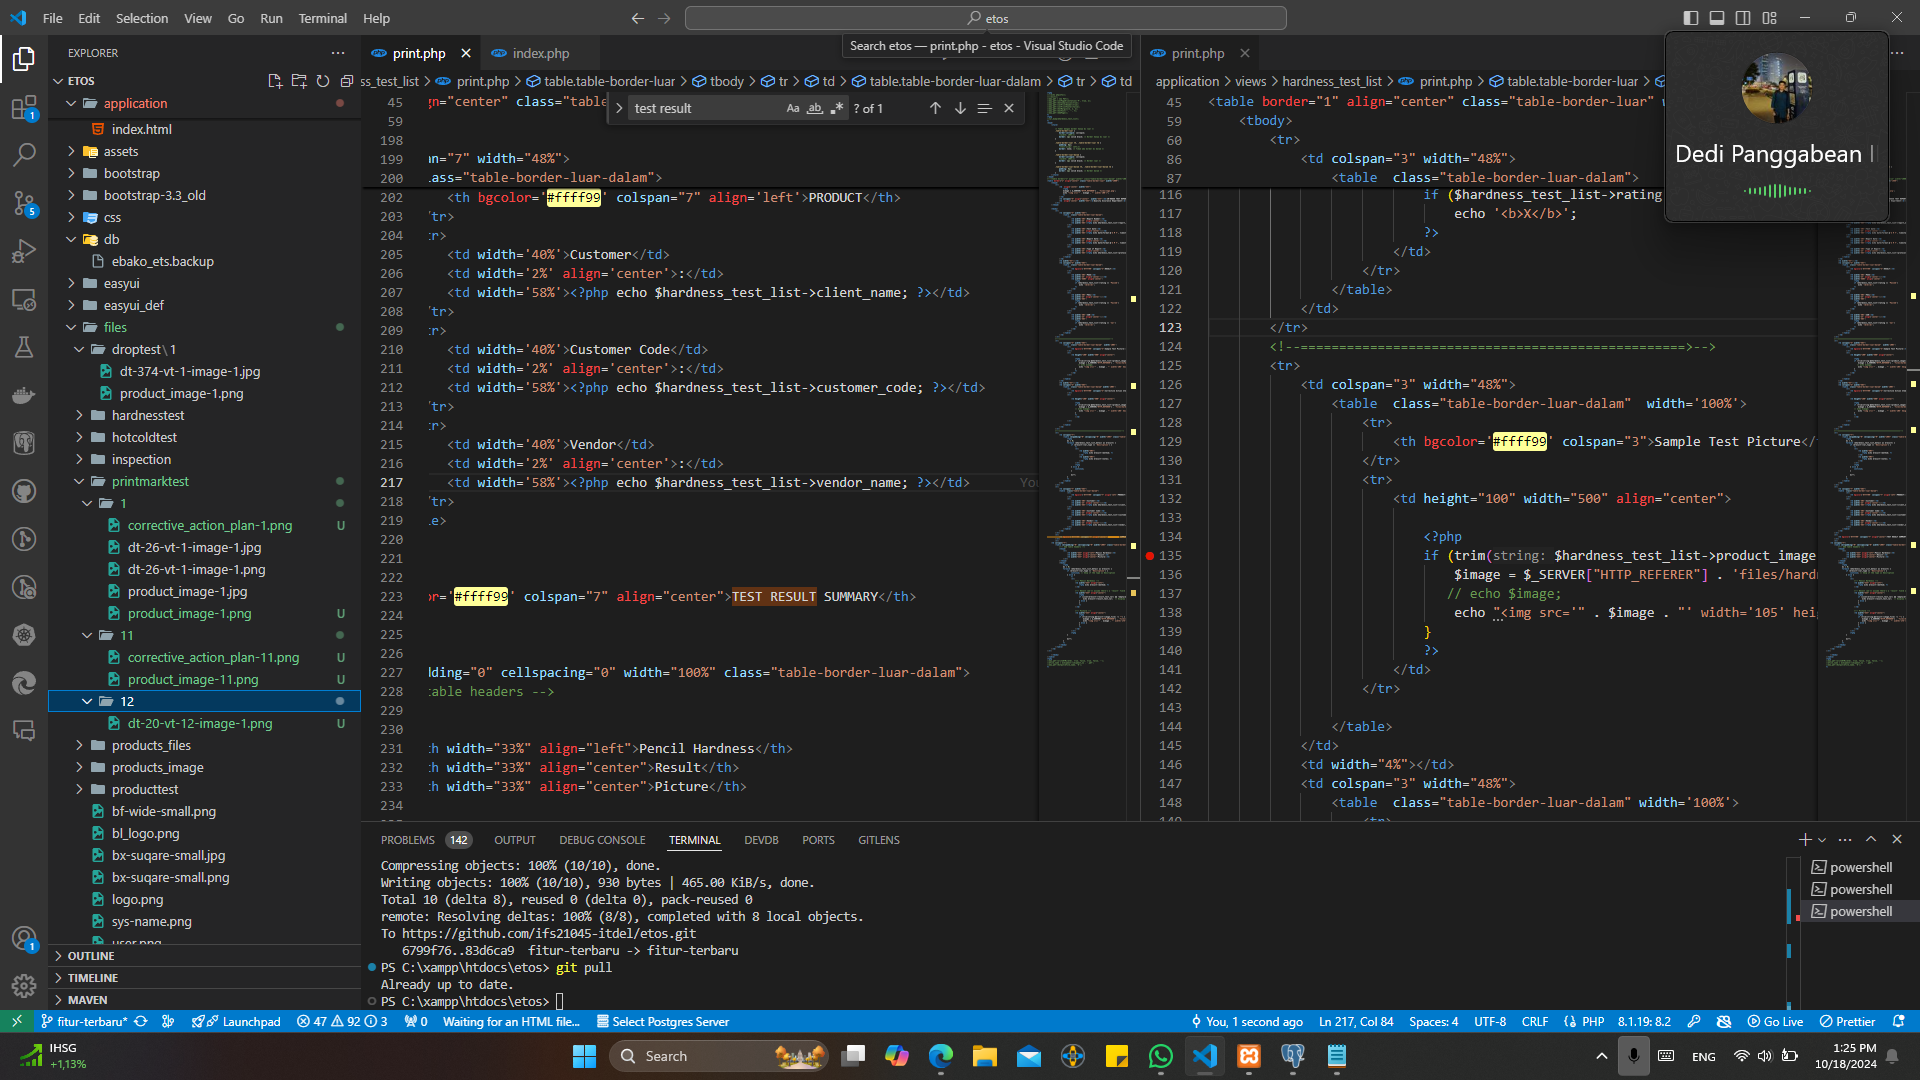 File Edit Selection View Go Run Terminal Help
etos
EXPLORER
ETOS
application
index.html
assets
bootstrap
bootstrap-3.3_old
css
db
ebako_ets.backup
easyui
easyui_def
files
droptest\1
dt-374-vt-1-image-1.jpg
product_image-1.png
hardnesstest
hotcoldtest
inspection
printmarktest
1
corrective_action_plan-1.png U
dt-26-vt-1-image-1.jpg
dt-26-vt-1-image-1.png
product_image-1.jpg
product_image-1.png U
11
corrective_action_plan-11.png U
product_image-11.png U
12
dt-20-vt-12-image-1.png U
products_files
products_image
producttest
bf-wide-small.png
bl_logo.png
bx-suqare-small.jpg
bx-suqare-small.png
logo.png
sys-name.png
OUTLINE
TIMELINE
MAVEN
1
5
1
print.php
index.php
Search etos — print.php - etos - Visual Studio Code
ss_test_list > print.php > table.table-border-luar > tbody > tr > td > table.table-border-luar-dalam > tr > td
test result Aa ab ? of 1
45 gn="center" class="table
59
198
199 an="7" width="48%">
200 .lass="table-border-luar-dalam">
202 <th bgcolor='#ffff99' colspan="7" align='left'>PRODUCT</th>
203 'tr>
204 tr>
205 <td width='40%'>Customer</td>
206 <td width='2%' align='center'>:</td>
207 <td width='58%'><?php echo $hardness_test_list->client_name; ?></td>
208 'tr>
209 tr>
210 <td width='40%'>Customer Code</td>
211 <td width='2%' align='center'>:</td>
212 <td width='58%'><?php echo $hardness_test_list->customer_code; ?></td>
213 'tr>
214 tr>
215 <td width='40%'>Vendor</td>
216 <td width='2%' align='center'>:</td>
217 <td width='58%'><?php echo $hardness_test_list->vendor_name; ?></td> You
218 'tr>
219 le>
220
221
222
223 or='#ffff99' colspan="7" align="center">TEST RESULT SUMMARY</th>
224
225
226
227 lding="0" cellspacing="0" width="100%" class="table-border-luar-dalam">
228 table headers -->
229
230
231 th width="33%" align="left">Pencil Hardness</th>
232 th width="33%" align="center">Result</th>
233 th width="33%" align="center">Picture</th>
234
print.php
application > views > hardness_test_list > print.php > table.table-border-luar >
45 <table border="1" align="center" class="table-border-luar" w
59 <tbody>
60 <tr>
86 <td colspan="3" width="48%">
87 <table class="table-border-luar-dalam">
116 if ($hardness_test_list->rating
117 echo '<b>X</b>';
118 ?>
119 </td>
120 </tr>
121 </table>
122 </td>
123 </tr>
124 <!----------------------------------------------------->-->
125 <tr>
126 <td colspan="3" width="48%">
127 <table class="table-border-luar-dalam" width='100%'>
128 <tr>
129 <th bgcolor='#ffff99' colspan="3">Sample Test Picture</
130 </tr>
131 <tr>
132 <td height="100" width="500" align="center">
133
134 <?php
135 if (trim(string: $hardness_test_list->product_image
136 $image = $_SERVER["HTTP_REFERER"] . 'files/hardn
137 // echo $image;
138 echo "<img src='" . $image . "' width='105' hei
139 }
140 ?>
141 </td>
142 </tr>
143
144 </table>
145 </td>
146 <td width="4%"></td>
147 <td colspan="3" width="48%">
148 <table class="table-border-luar-dalam" width='100%'>
Dedi Panggabean
PROBLEMS 142 OUTPUT DEBUG CONSOLE TERMINAL DEVDB PORTS GITLENS
Compressing objects: 100% (10/10), done.
Writing objects: 100% (10/10), 930 bytes | 465.00 KiB/s, done.
Total 10 (delta 8), reused 0 (delta 0), pack-reused 0
remote: Resolving deltas: 100% (8/8), completed with 8 local objects.
To https://github.com/ifs21045-itdel/etos.git
6799f76..83d6ca9 fitur-terbaru -> fitur-terbaru
PS C:\xampp\htdocs\etos> git pull
Already up to date.
PS C:\xampp\htdocs\etos>
powershell
powershell
powershell
fitur-terbaru* Launchpad 47 92 3 0 Waiting for an HTML file... Select Postgres Server
You, 1 second ago Ln 217, Col 84 Spaces: 4 UTF-8 CRLF PHP 8.1.19: 8.2 Go Live Prettier
IHSG
+1,13%
Search
ENG
1:25 PM
10/18/2024